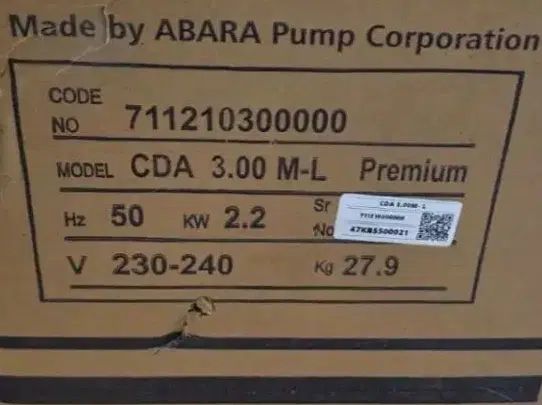 Made by ABARA Pump Corporation
CODE
NO 711210300000
MODEL CDA 3.00 M-L Premium
Hz 50 KW 2.2 Sr
No
CDA 3.00M- L
711210300000
47KB5500021
V 230-240 Kg 27.9